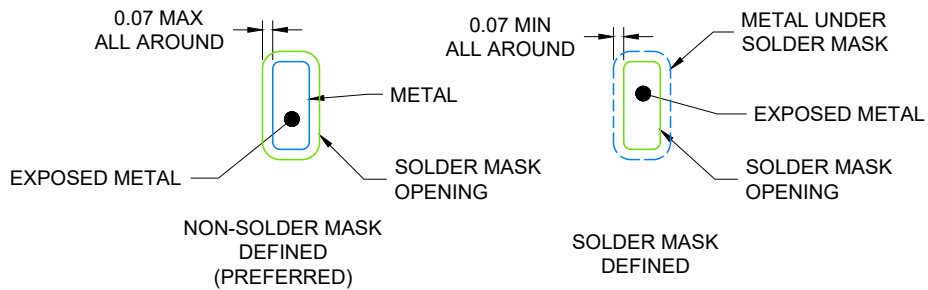 0.07 MAX
ALL AROUND
METAL
EXPOSED METAL
SOLDER MASK
OPENING
NON-SOLDER MASK
DEFINED
(PREFERRED)
0.07 MIN
ALL AROUND
METAL UNDER
SOLDER MASK
EXPOSED METAL
SOLDER MASK
OPENING
SOLDER MASK
DEFINED